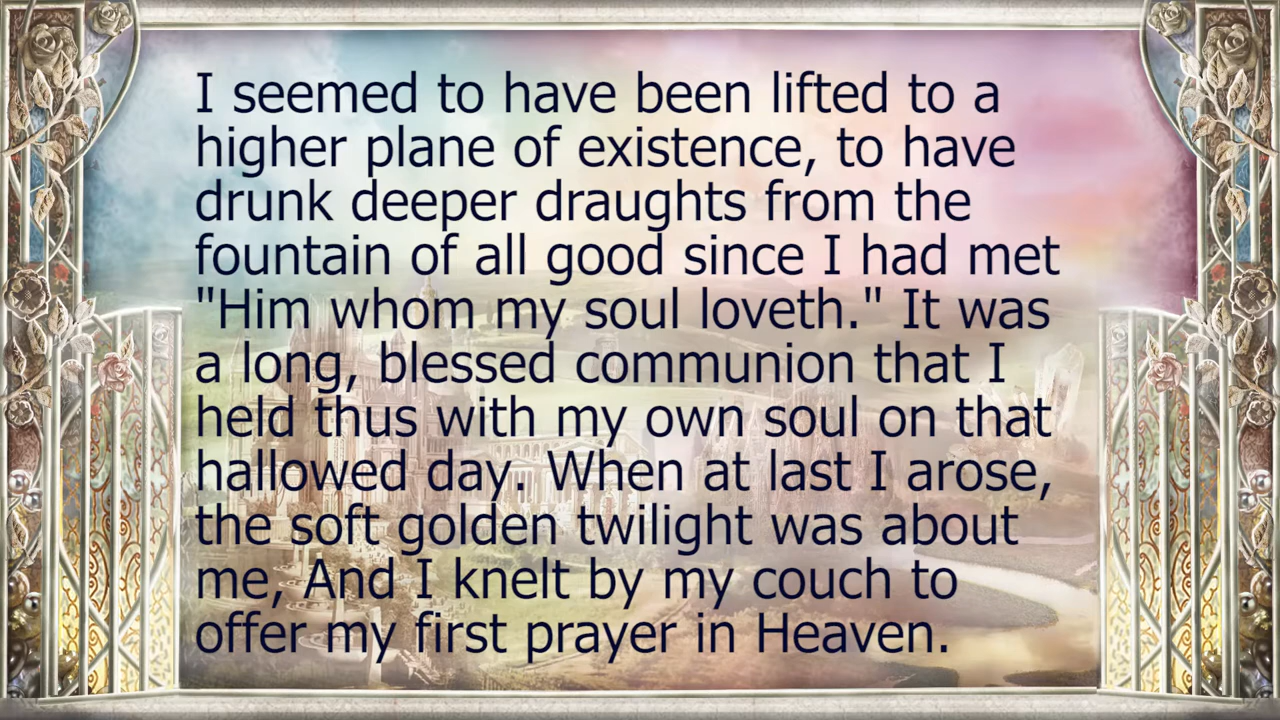 I seemed to have been lifted to a
higher plane of existence, to have
drunk deeper draughts from the
fountain of all good since I had met
"Him whom my soul loveth." It was
a long, blessed communion that I
held thus with my own soul on that
hallowed day. When at last I arose,
the soft golden twilight was about
me, And I knelt by my couch to
offer my first prayer in Heaven.